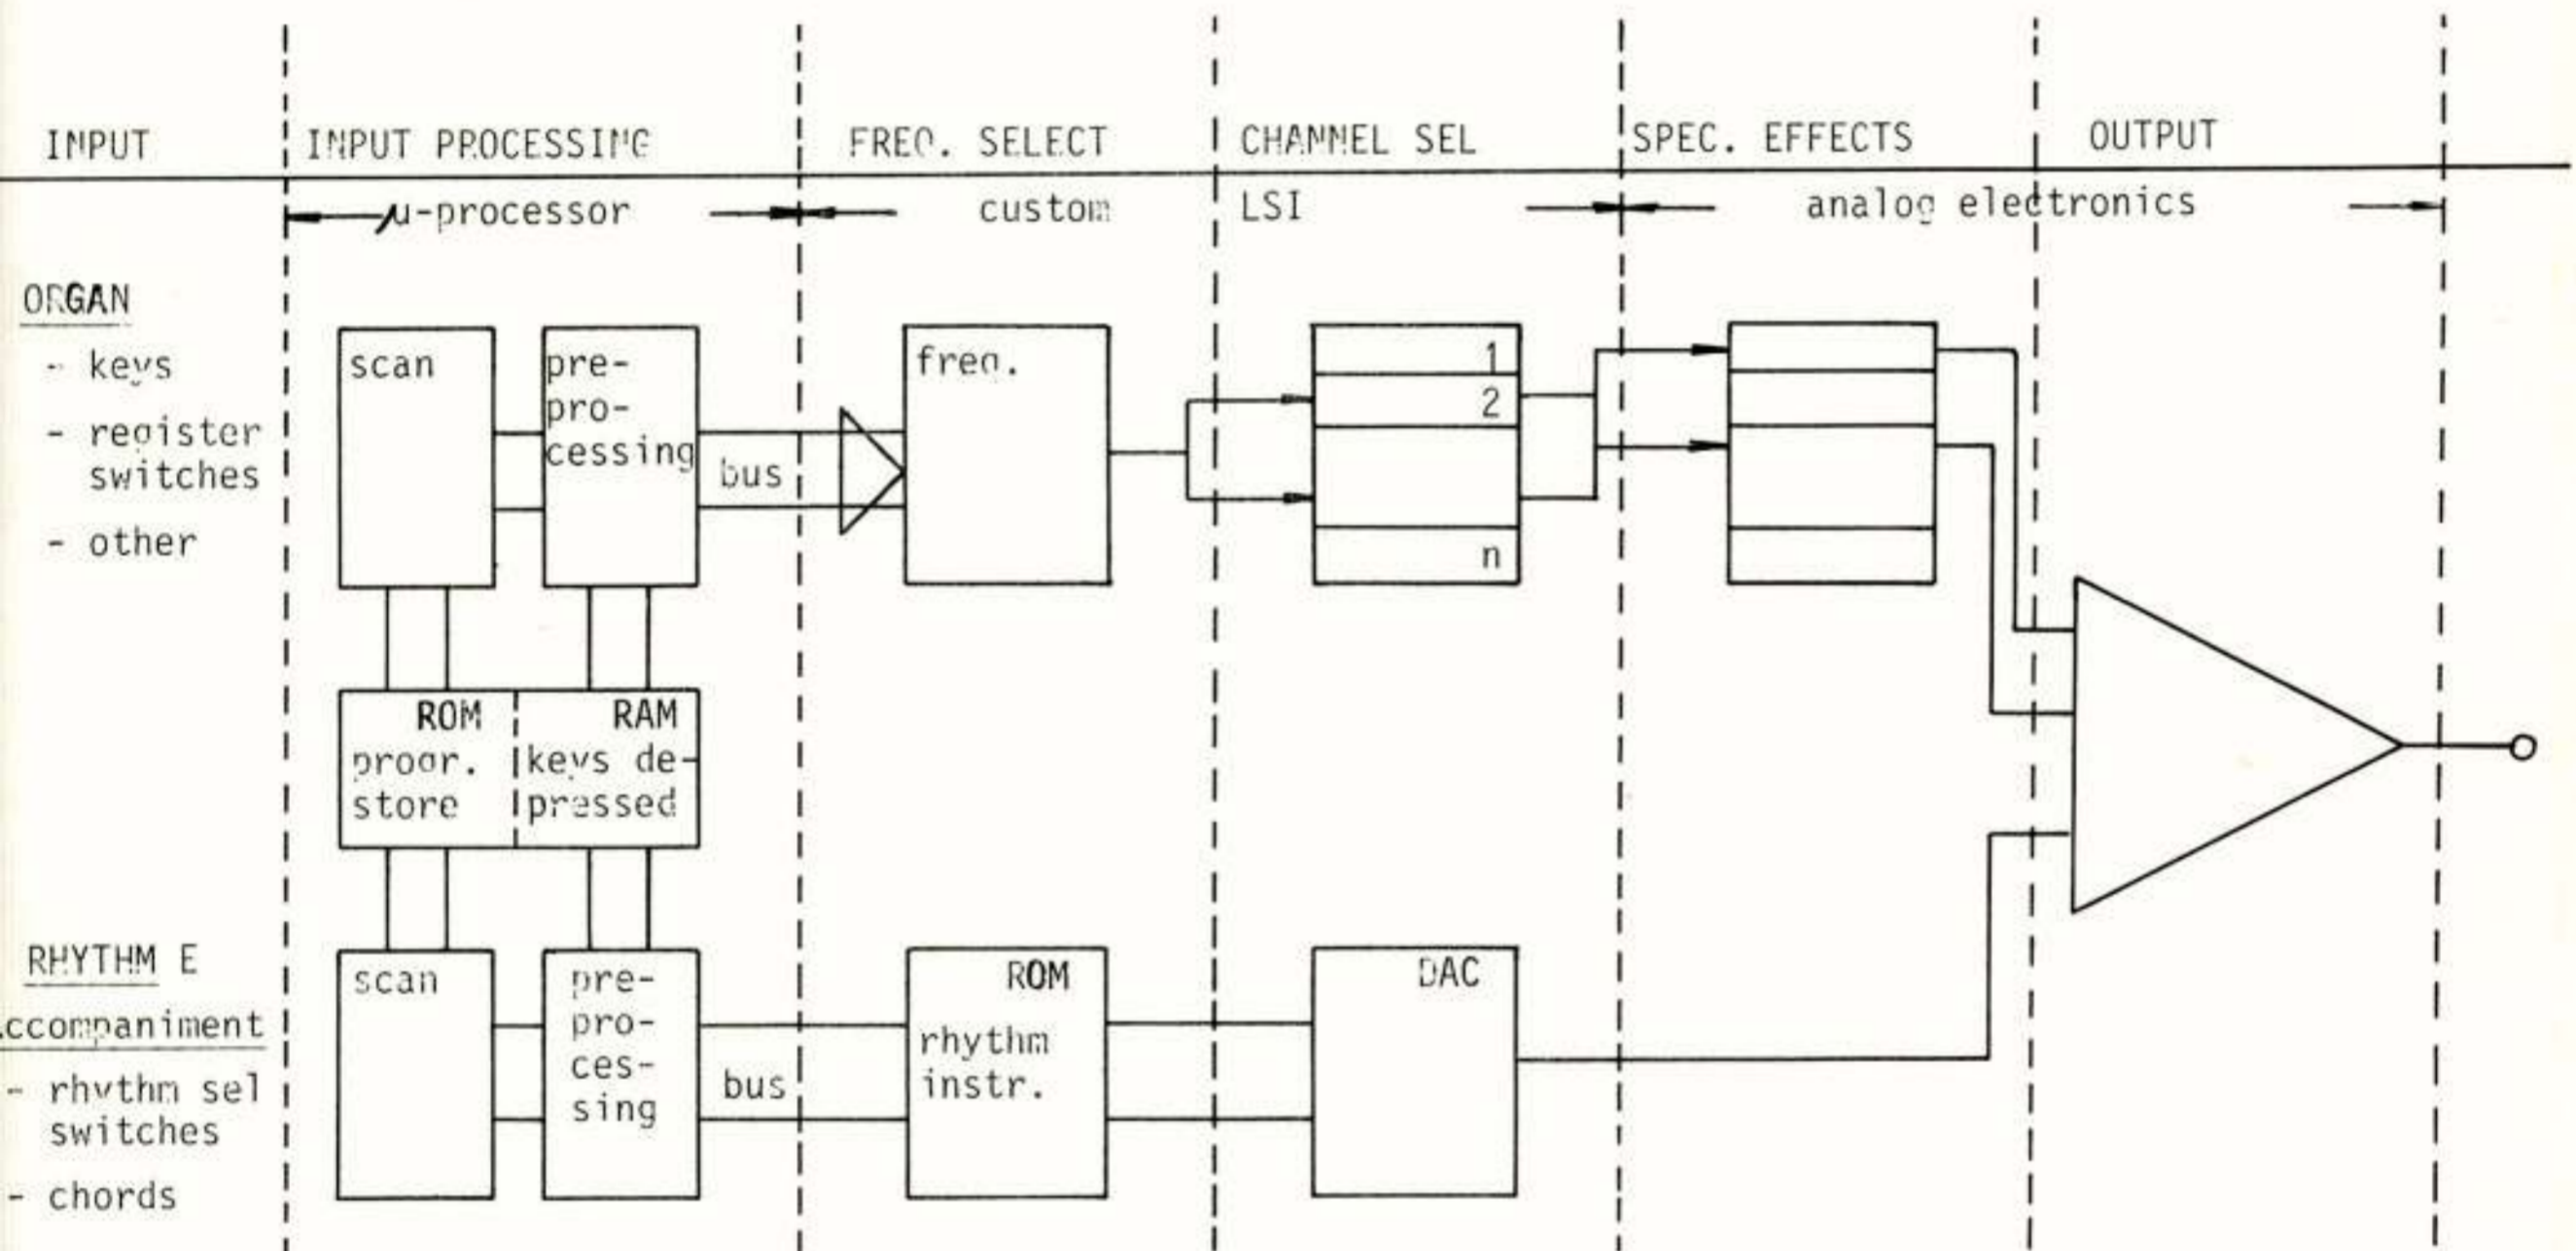 INPUT
INPUT PROCESSING
FREQ. SELECT
CHANNEL SEL
SPEC. EFFECTS
OUTPUT
µ-processor
custom
LSI
analog electronics
ORGAN
- keys
- register
switches
- other
scan
pre-
pro-
cessing
bus
freq.
1
2
n
ROM
progr.
store
RAM
keys de-
pressed
RHYTHM E
ccompaniment
- rhythm sel
switches
- chords
scan
pre-
pro-
ces-
sing
bus
ROM
rhythm
instr.
DAC